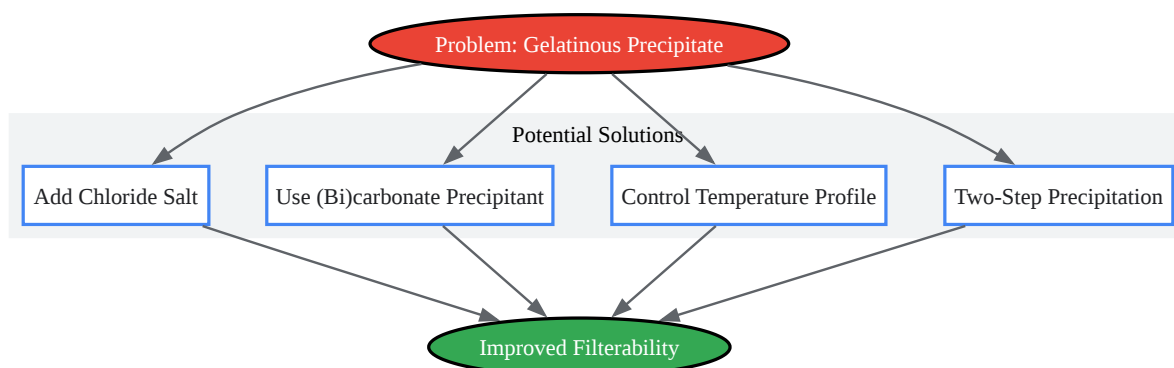 Problem: Gelatinous Precipitate
Potential Solutions
Add Chloride Salt
Use (Bi)carbonate Precipitant
Control Temperature Profile
Two-Step Precipitation
Improved Filterability